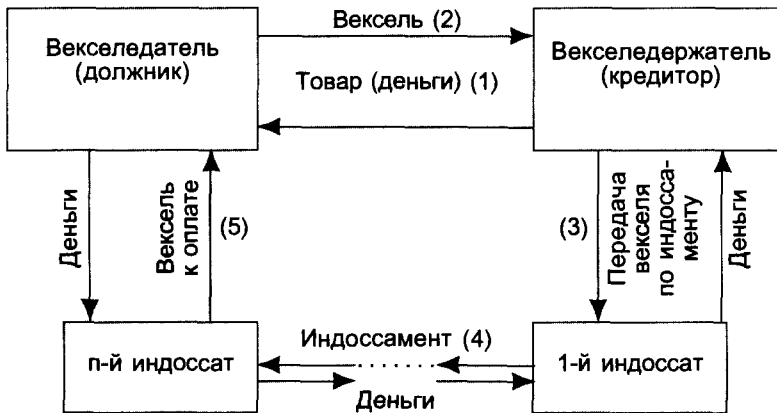 Вексель (2)
Векселедатель
(должник)
Векселедержатель
(кредитор)
Товар (деньги) (1)
Деньги
Вексель
к оплате
(5)
(3)
Передача
векселя
по индосса-
менту
Деньги
n-й индоссат
Индоссамент (4)
1-й индоссат
Деньги